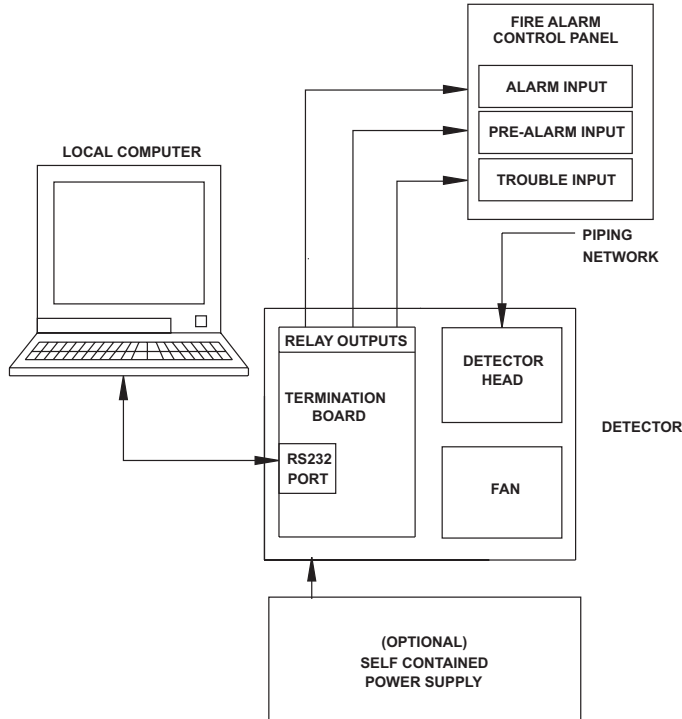 FIRE ALARM
CONTROL PANEL
ALARM INPUT
PRE-ALARM INPUT
TROUBLE INPUT
LOCAL COMPUTER
PIPING
NETWORK
RELAY OUTPUTS
TERMINATION
BOARD
RS232
PORT
DETECTOR
HEAD
FAN
DETECTOR
(OPTIONAL)
SELF CONTAINED
POWER SUPPLY